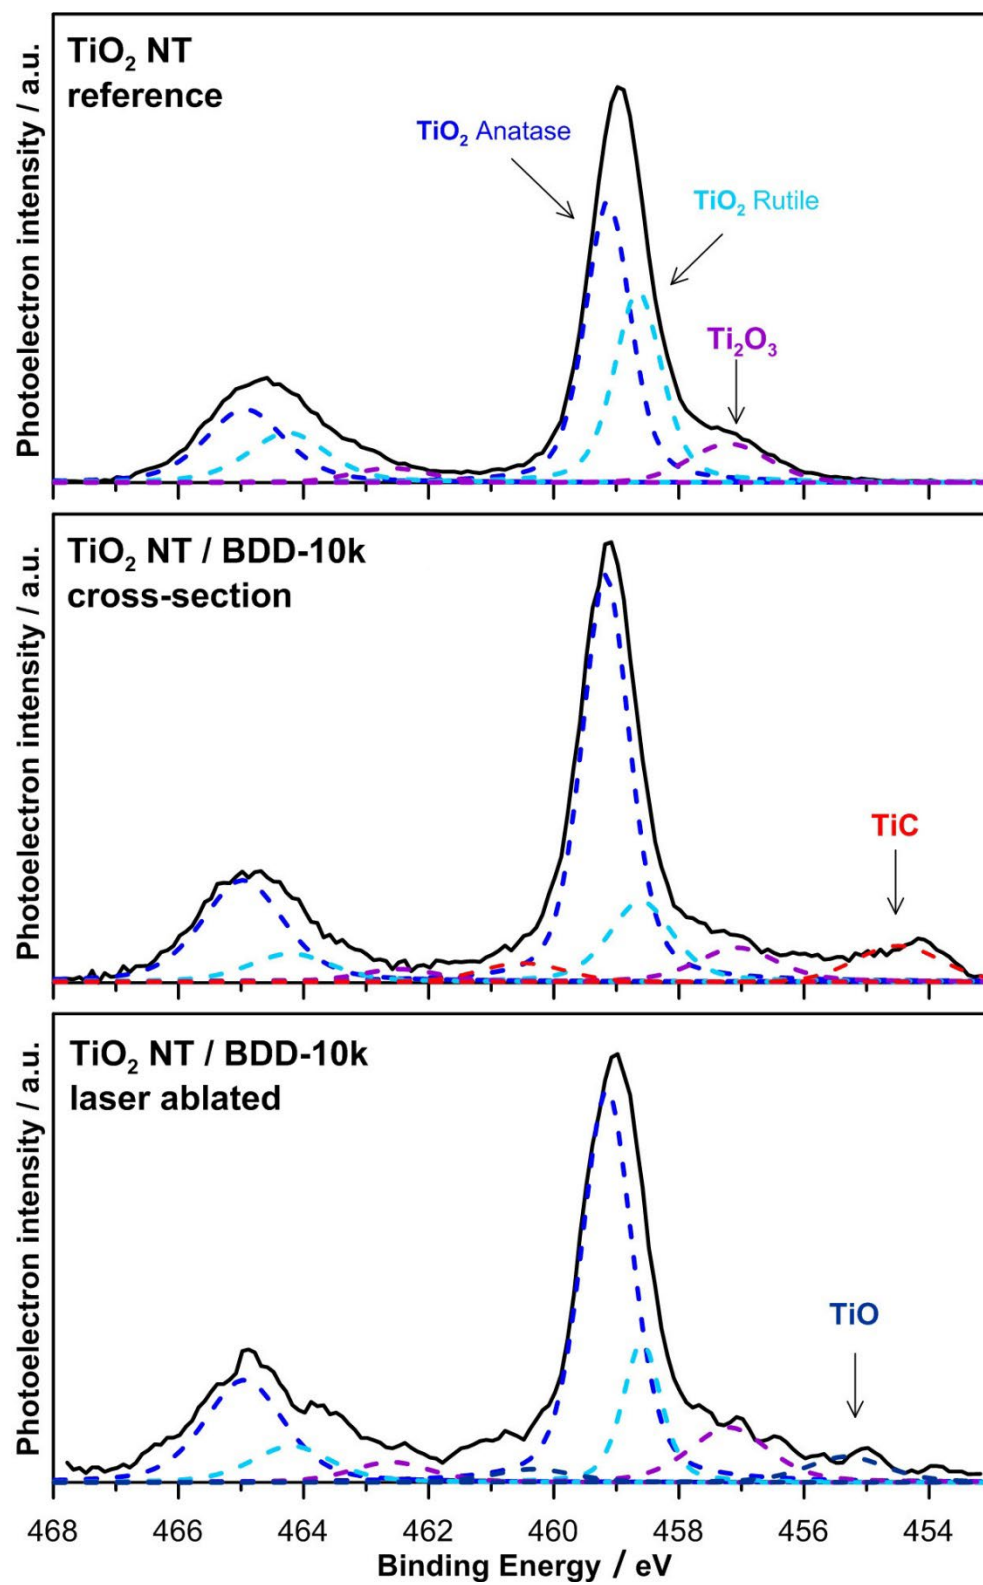 TiO₂ NT
reference
TiO₂ Anatase
TiO₂ Rutile
Ti₂O₃
Photoelectron intensity / a.u.
TiO₂ NT / BDD-10k
cross-section
TiC
Photoelectron intensity / a.u.
TiO₂ NT / BDD-10k
laser ablated
TiO
Photoelectron intensity / a.u.
468 466 464 462 460 458 456 454
Binding Energy / eV